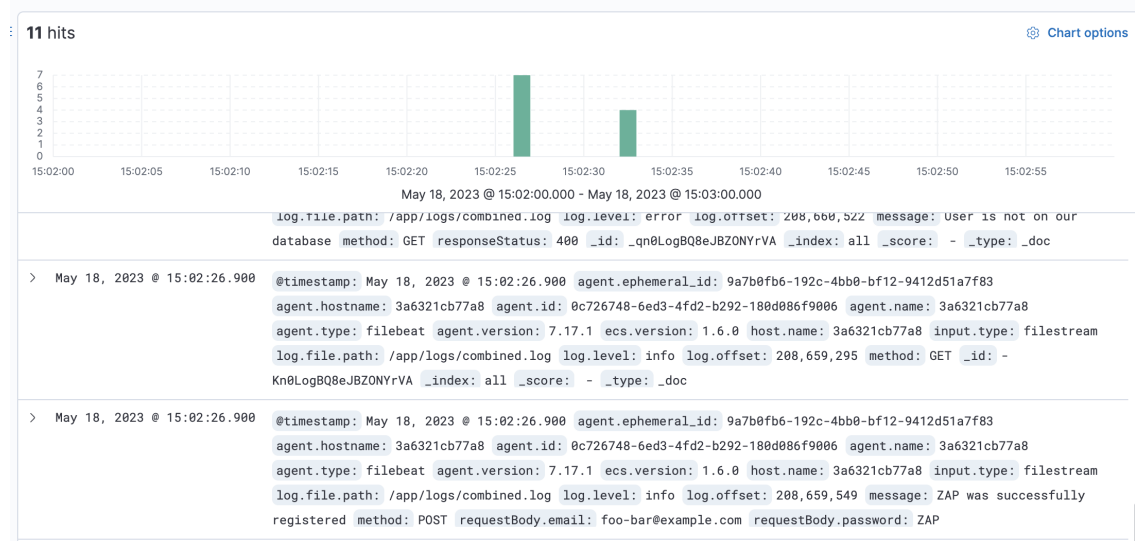 11 hits
Chart options
7
6
5
4
3
2
1
0
15:02:00 15:02:05 15:02:10 15:02:15 15:02:20 15:02:25 15:02:30 15:02:35 15:02:40 15:02:45 15:02:50 15:02:55
May 18, 2023 @ 15:02:00.000 - May 18, 2023 @ 15:03:00.000
log.file.path: /app/logs/combined.log log.level: error log.offset: 208,660,522 message: User is not on our
database method: GET responseStatus: 400 _id: _qn0LogBQ8eJBZONYrVA _index: all _score: - _type: _doc
May 18, 2023 @ 15:02:26.900 @timestamp: May 18, 2023 @ 15:02:26.900 agent.ephemeral_id: 9a7b0fb6-192c-4bb0-bf12-9412d51a7f83
agent.hostname: 3a6321cb77a8 agent.id: 0c726748-6ed3-4fd2-b292-180d086f9006 agent.name: 3a6321cb77a8
agent.type: filebeat agent.version: 7.17.1 ecs.version: 1.6.0 host.name: 3a6321cb77a8 input.type: filestream
log.file.path: /app/logs/combined.log log.level: info log.offset: 208,659,295 method: GET _id: -
Kn0LogBQ8eJBZONYrVA _index: all _score: - _type: _doc
May 18, 2023 @ 15:02:26.900 @timestamp: May 18, 2023 @ 15:02:26.900 agent.ephemeral_id: 9a7b0fb6-192c-4bb0-bf12-9412d51a7f83
agent.hostname: 3a6321cb77a8 agent.id: 0c726748-6ed3-4fd2-b292-180d086f9006 agent.name: 3a6321cb77a8
agent.type: filebeat agent.version: 7.17.1 ecs.version: 1.6.0 host.name: 3a6321cb77a8 input.type: filestream
log.file.path: /app/logs/combined.log log.level: info log.offset: 208,659,549 message: ZAP was successfully
registered method: POST requestBody.email: foo-bar@example.com requestBody.password: ZAP